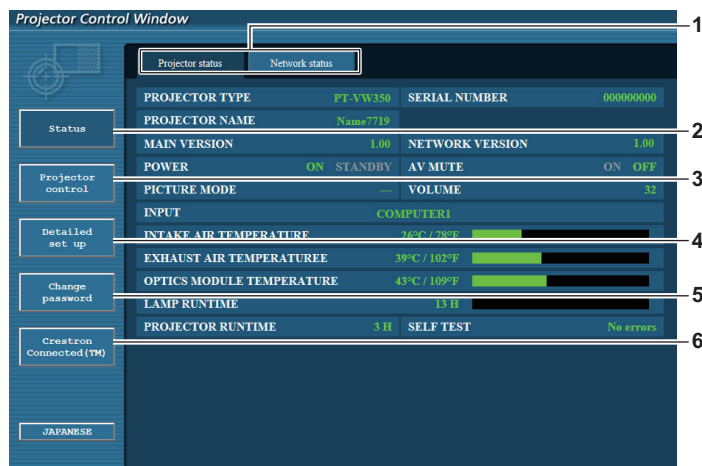 Projector Control Window
1
Projector status Network status
PROJECTOR TYPE PT-VW350 SERIAL NUMBER 000000000
PROJECTOR NAME Name7719
Status
2
MAIN VERSION 1.00 NETWORK VERSION 1.00
POWER ON STANDBY AV MUTE ON OFF
Projector control
3
PICTURE MODE — VOLUME 32
INPUT COMPUTER1
Detailed set up
4
INTAKE AIR TEMPERATURE 26°C / 78°F
EXHAUST AIR TEMPERATUREE 39°C / 102°F
OPTICS MODULE TEMPERATURE 43°C / 109°F
Change password
5
LAMP RUNTIME 13 H
PROJECTOR RUNTIME 3 H SELF TEST No errors
Crestron Connected(TM)
6
JAPANESE